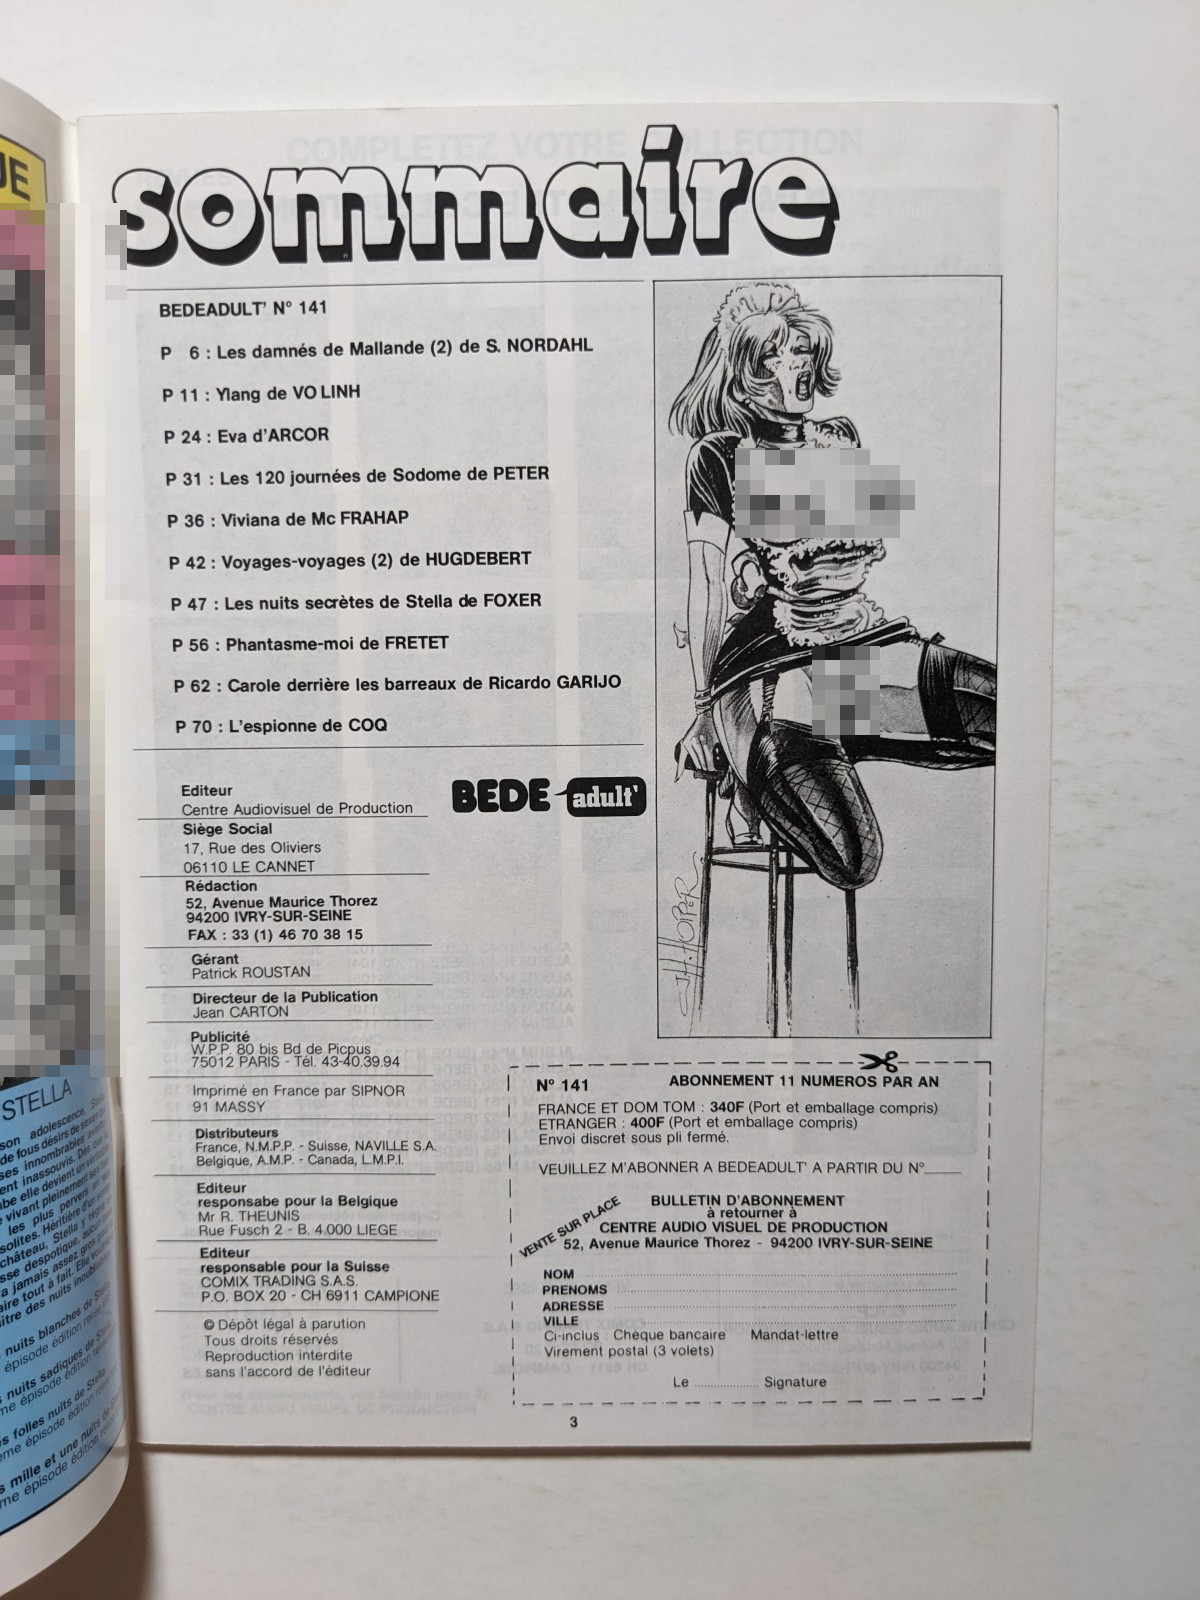 sommaire
BEDEADULT' N° 141
P 6 : Les damnés de Mallande (2) de S. NORDAHL
P 11 : Ylang de VO LINH
P 24 : Eva d'ARCOR
P 31 : Les 120 journées de Sodome de PETER
P 36 : Viviana de Mc FRAHAP
P 42 : Voyages-voyages (2) de HUGDEBERT
P 47 : Les nuits secrètes de Stella de FOXER
P 56 : Phantasme-moi de FRETET
P 62 : Carole derrière les barreaux de Ricardo GARIJO
P 70 : L'espionne de COQ
BEDE adult'
Editeur
Centre Audiovisuel de Production
Siège Social
17, Rue des Oliviers
06110 LE CANNET
Rédaction
52, Avenue Maurice Thorez
94200 IVRY-SUR-SEINE
FAX : 33 (1) 46 70 38 15
Gérant
Patrick ROUSTAN
Directeur de la Publication
Jean CARTON
Publicité
W.P.P. 80 bis Bd de Picpus
75012 PARIS - Tél. 43-40.39.94
Imprimé en France par SIPNOR
91 MASSY
Distributeurs
France, N.M.P.P. - Suisse, NAVILLE S.A.
Belgique, A.M.P. - Canada, L.M.P.I.
Editeur
responsabe pour la Belgique
Mr R. THEUNIS
Rue Fusch 2 - B. 4.000 LIEGE
Editeur
responsable pour la Suisse
COMIX TRADING S.A.S.
P.O. BOX 20 - CH 6911 CAMPIONE
© Dépôt légal à parution
Tous droits réservés
Reproduction interdite
sans l'accord de l'éditeur
J.H. HOPER
N° 141 ABONNEMENT 11 NUMEROS PAR AN
FRANCE ET DOM TOM : 340F (Port et emballage compris)
ETRANGER : 400F (Port et emballage compris)
Envoi discret sous pli fermé.
VEUILLEZ M'ABONNER A BEDEADULT' A PARTIR DU N°
VENTE SUR PLACE
BULLETIN D'ABONNEMENT
à retourner à
CENTRE AUDIO VISUEL DE PRODUCTION
52, Avenue Maurice Thorez - 94200 IVRY-SUR-SEINE
NOM
PRENOMS
ADRESSE
VILLE
Ci-inclus : Chèque bancaire Mandat-lettre
Virement postal (3 volets)
Le Signature
3
STELLA